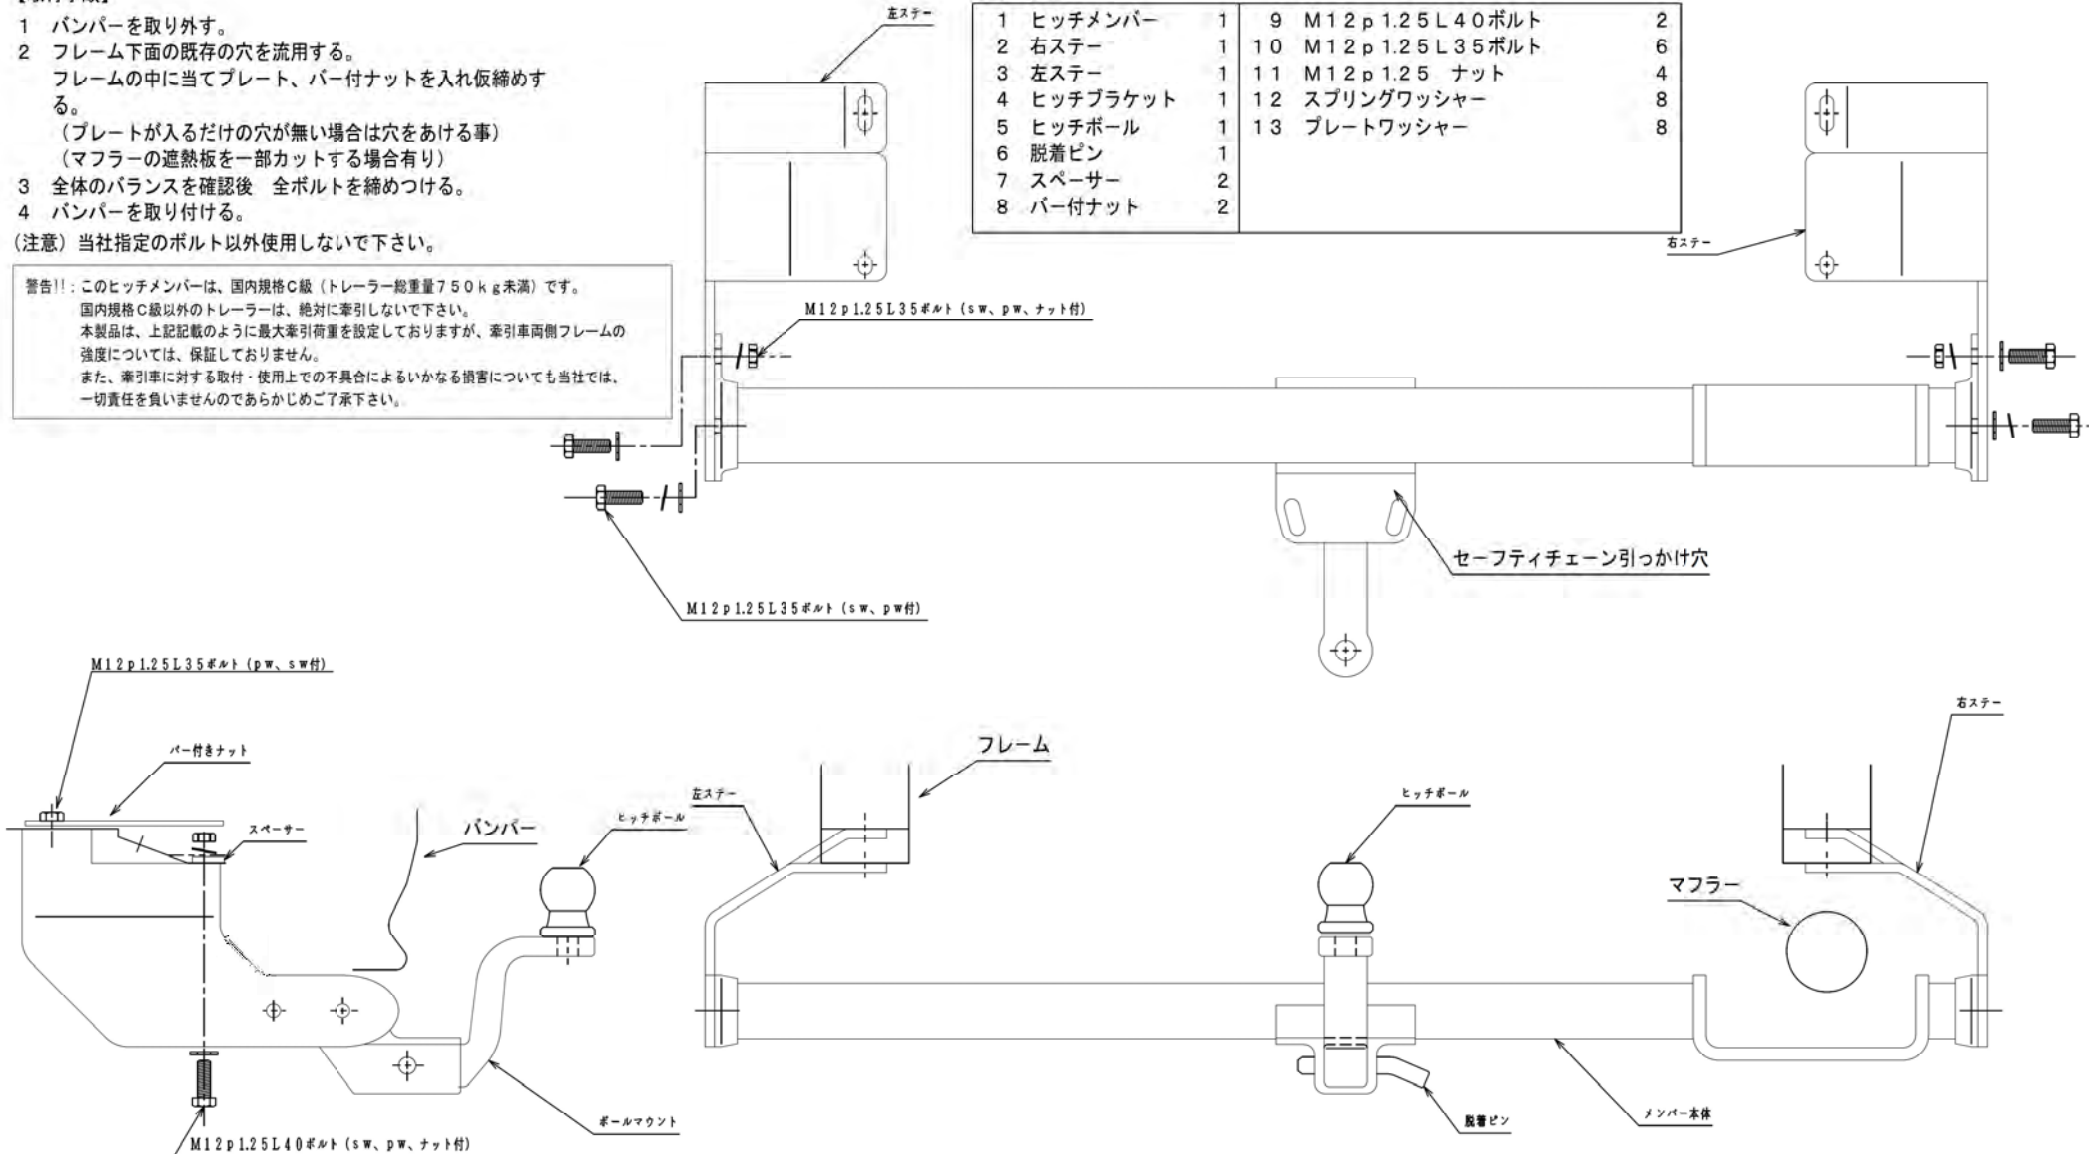 1 バンパーを取り外す。
2 フレーム下面の既存の穴を流用する。
フレームの中に当てプレート、バー付ナットを入れ仮締めす
る。
（プレートが入るだけの穴が無い場合は穴をあける事）
（マフラーの遮熱板を一部カットする場合有り）
3 全体のバランスを確認後 全ボルトを締めつける。
4 バンパーを取り付ける。
(注意) 当社指定のボルト以外使用しないで下さい。
警告!!：このヒッチメンバーは、国内規格C級（トレーラー総重量750kg未満）です。
国内規格C級以外のトレーラーは、絶対に牽引しないで下さい。
本製品は、上記記載のように最大牽引荷重を設定しておりますが、牽引車両側フレームの
強度については、保証しておりません。
また、牽引車に対する取付・使用上での不具合によるいかなる損害についても当社では、
一切責任を負いませんのであらかじめご了承下さい。
左ステー
1 ヒッチメンバー 1 9 M12p1.25L40ボルト 2
2 右ステー 1 10 M12p1.25L35ボルト 6
3 左ステー 1 11 M12p1.25 ナット 4
4 ヒッチブラケット 1 12 スプリングワッシャー 8
5 ヒッチボール 1 13 プレートワッシャー 8
6 脱着ピン 1
7 スペーサー 2
8 バー付ナット 2
右ステー
M12p1.25L35ボルト (sw、pw、ナット付)
セーフティチェーン引っかけ穴
M12p1.25L35ボルト (sw、pw付)
M12p1.25L35ボルト (pw、sw付)
バー付きナット
スペーサー
バンパー
ヒッチボール
ボールマウント
M12p1.25L40ボルト (sw、pw、ナット付)
左ステー
フレーム
ヒッチボール
右ステー
マフラー
脱着ピン
メンバー本体